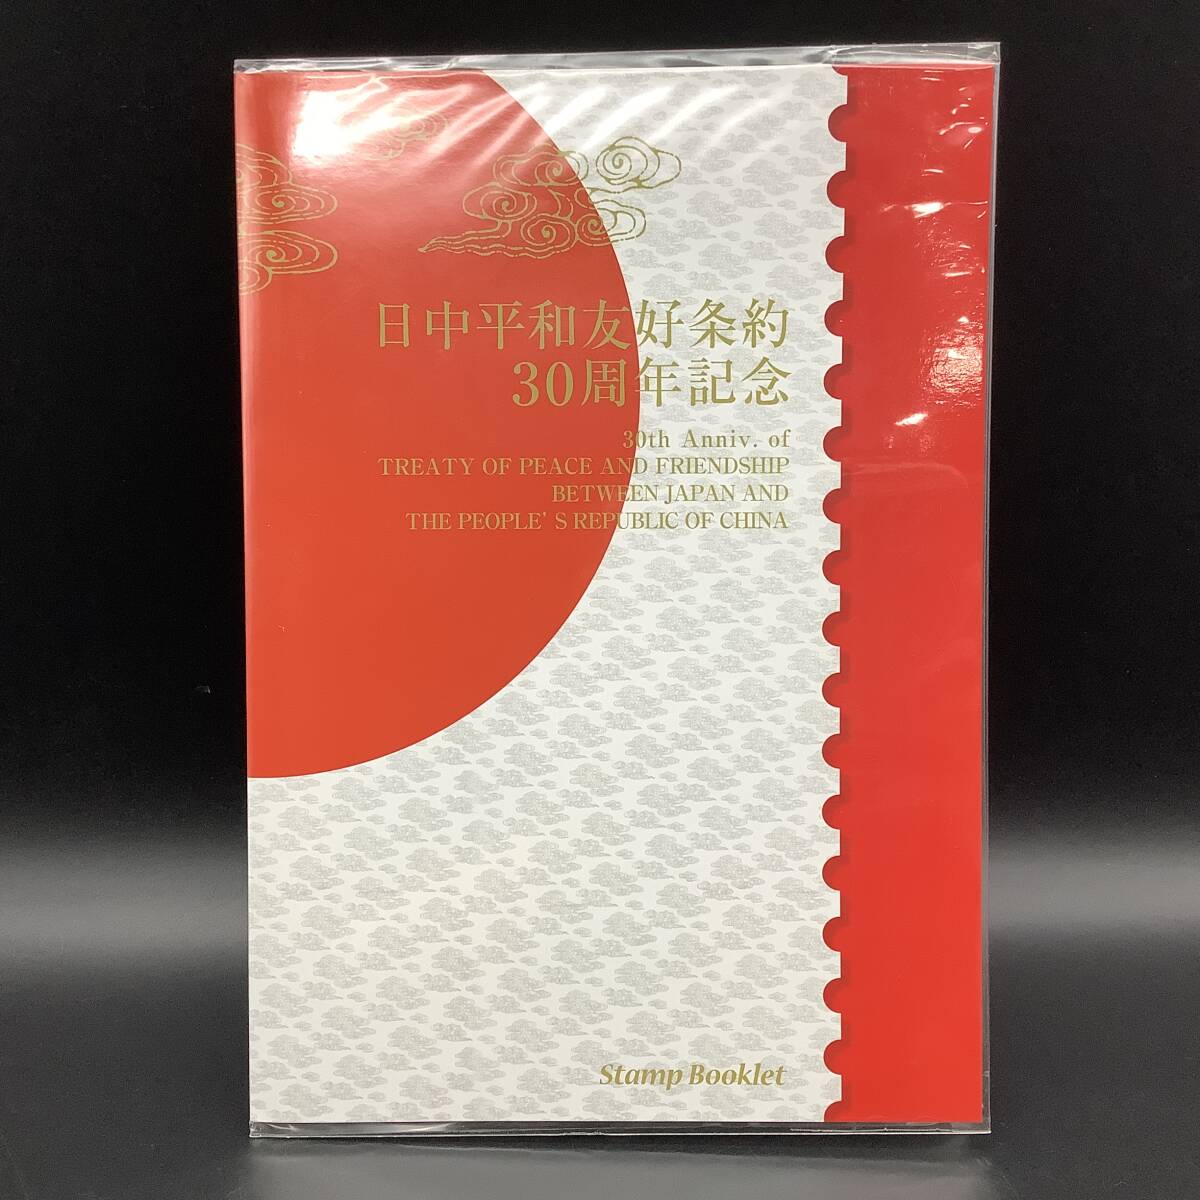 日中平和友好条約
30周年記念
30th Anniv. of
TREATY OF PEACE AND FRIENDSHIP
BETWEEN JAPAN AND
THE PEOPLE' S REPUBLIC OF CHINA
Stamp Booklet